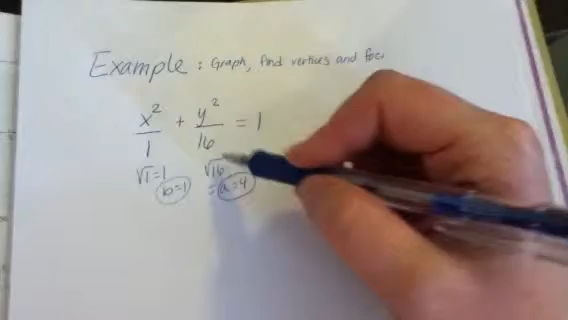 Example: Graph, find vertices and foci
x² + y² = 1
1 16
√1=1 √16
b=1 = a=4